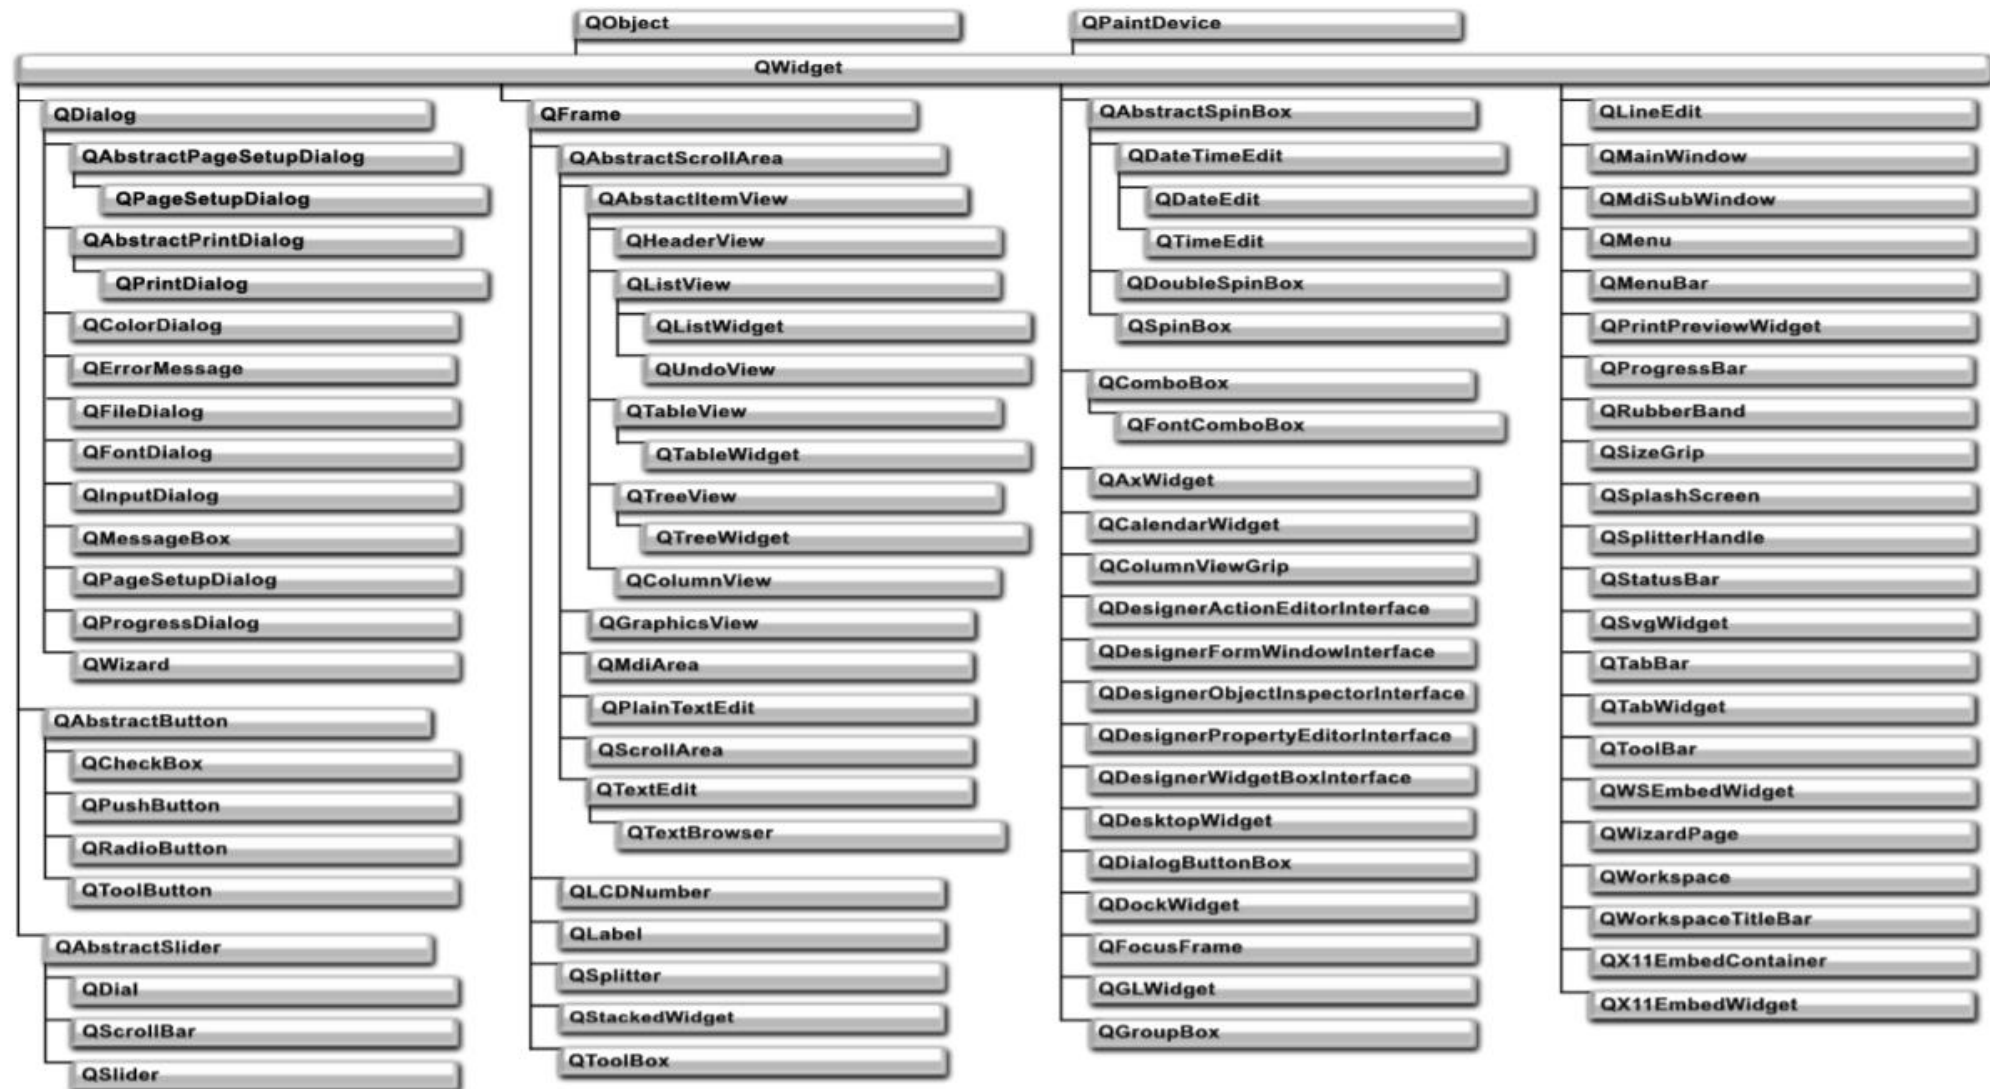 QObject
QPaintDevice
QWidget
QDialog
QAbstractPageSetupDialog
QPageSetupDialog
QAbstractPrintDialog
QPrintDialog
QColorDialog
QErrorMessage
QFileDialog
QFontDialog
QInputDialog
QMessageBox
QPageSetupDialog
QProgressDialog
QWizard
QAbstractButton
QCheckBox
QPushButton
QRadioButton
QToolButton
QAbstractSlider
QDial
QScrollBar
QSlider
QFrame
QAbstractScrollArea
QAbstactItemView
QHeaderView
QListView
QListWidget
QUndoView
QTableView
QTableWidget
QTreeView
QTreeWidget
QColumnView
QGraphicsView
QMdiArea
QPlainTextEdit
QScrollArea
QTextEdit
QTextBrowser
QLCDNumber
QLabel
QSplitter
QStackedWidget
QToolBox
QAbstractSpinBox
QDateTimeEdit
QDateEdit
QTimeEdit
QDoubleSpinBox
QSpinBox
QComboBox
QFontComboBox
QAxWidget
QCalendarWidget
QColumnViewGrip
QDesignerActionEditorInterface
QDesignerFormWindowInterface
QDesignerObjectInspectorInterface
QDesignerPropertyEditorInterface
QDesignerWidgetBoxInterface
QDesktopWidget
QDialogButtonBox
QDockWidget
QFocusFrame
QGLWidget
QGroupBox
QLineEdit
QMainWindow
QMdiSubWindow
QMenu
QMenuBar
QPrintPreviewWidget
QProgressBar
QRubberBand
QSizeGrip
QSplashScreen
QSplitterHandle
QStatusBar
QSvgWidget
QTabBar
QTabWidget
QToolBar
QWSEmbedWidget
QWizardPage
QWorkspace
QWorkspaceTitleBar
QX11EmbedContainer
QX11EmbedWidget